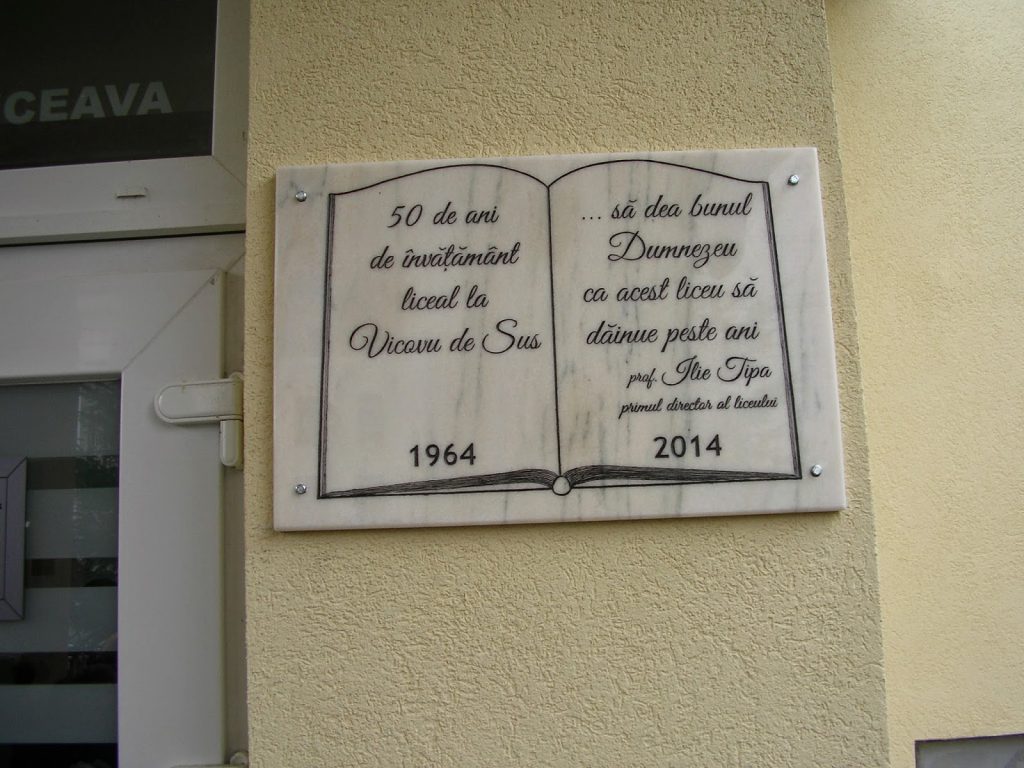 CEAVA
50 de ani
de învățământ
liceal la
Vicovu de Sus
1964
... să dea bunul
Dumnezeu
ca acest liceu să
dăinue peste ani
prof. Ilie Tipa
primul director al liceului
2014